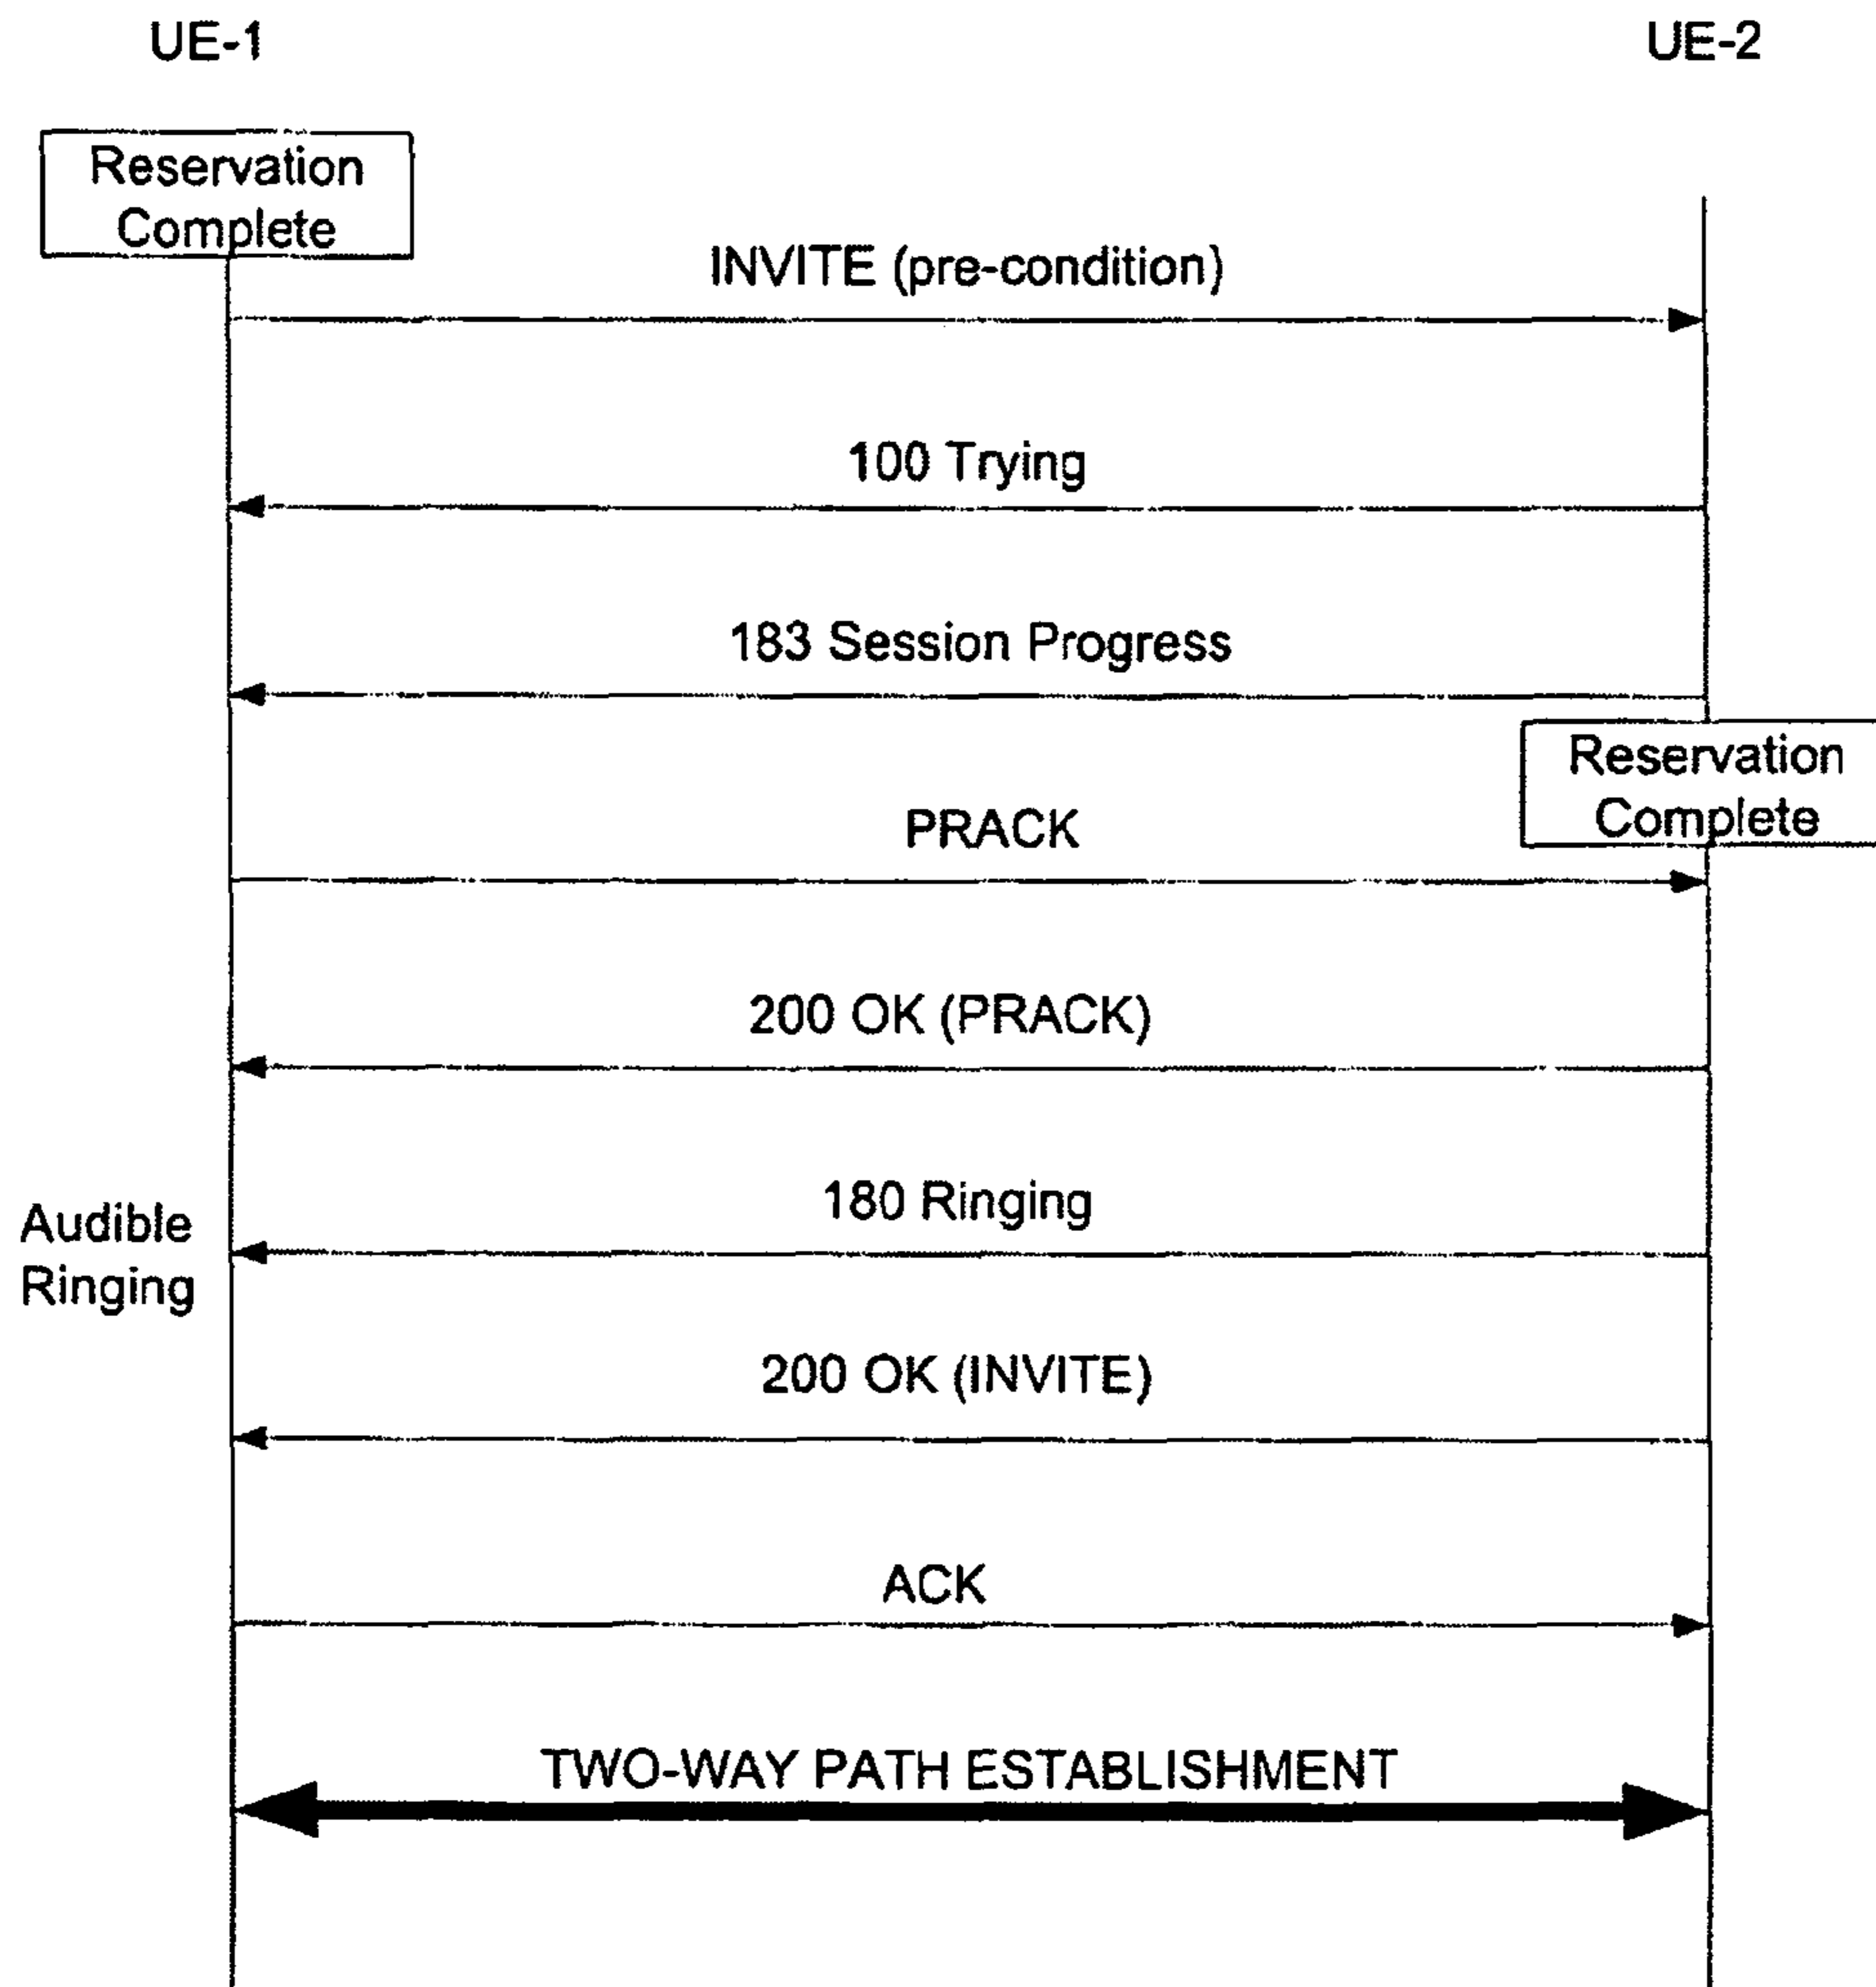 UE-1
UE-2
Reservation
Complete
INVITE (pre-condition)
100 Trying
183 Session Progress
Reservation
Complete
PRACK
200 OK (PRACK)
180 Ringing
Audible
Ringing
200 OK (INVITE)
ACK
TWO-WAY PATH ESTABLISHMENT